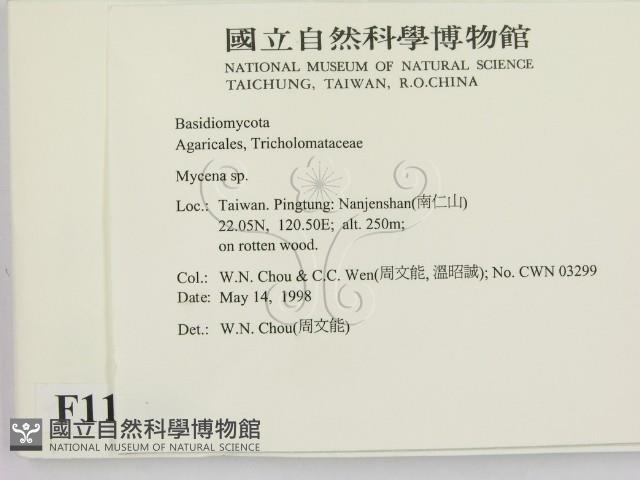 國立自然科學博物館
NATIONAL MUSEUM OF NATURAL SCIENCE
TAICHUNG, TAIWAN, R.O.CHINA
Basidiomycota
Agaricales, Tricholomataceae
Mycena sp.
Loc.: Taiwan. Pingtung: Nanjenshan(南仁山)
22.05N, 120.50E; alt. 250m;
on rotten wood.
Col.: W.N. Chou & C.C. Wen(周文能, 溫昭誠); No. CWN 03299
Date: May 14, 1998
Det.: W.N. Chou(周文能)
F11
國立自然科學博物館
NATIONAL MUSEUM OF NATURAL SCIENCE